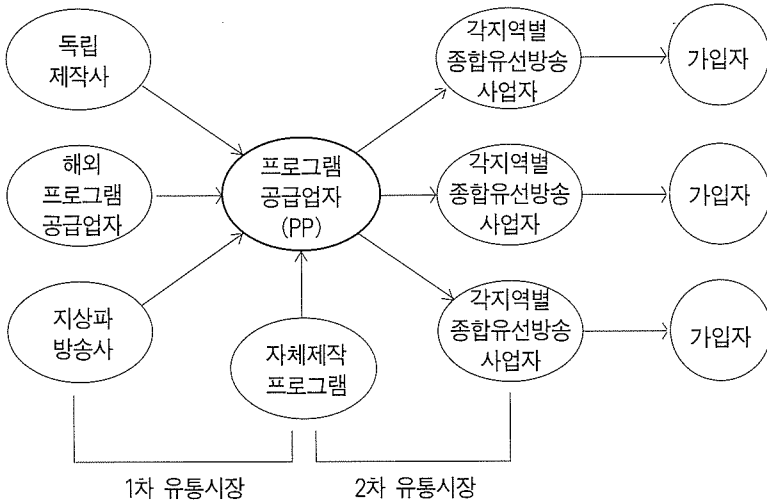 독립
제작사
해외
프로그램
공급업자
지상파
방송사
프로그램
공급업자
(PP)
자체제작
프로그램
각지역별
종합유선방송
사업자
각지역별
종합유선방송
사업자
각지역별
종합유선방송
사업자
가입자
가입자
가입자
1차 유통시장
2차 유통시장